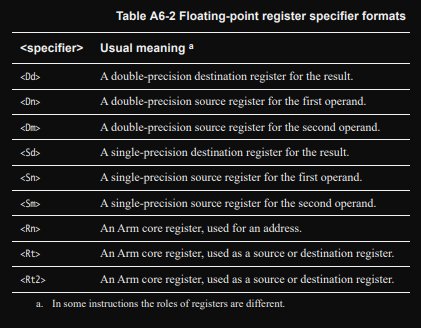 Table A6-2 Floating-point register specifier formats
<specifier> Usual meaning a
<Dd> A double-precision destination register for the result.
<Dn> A double-precision source register for the first operand.
<Dm> A double-precision source register for the second operand.
<Sd> A single-precision destination register for the result.
<Sn> A single-precision source register for the first operand.
<Sm> A single-precision source register for the second operand.
<Rn> An Arm core register, used for an address.
<Rt> An Arm core register, used as a source or destination register.
<Rt2> An Arm core register, used as a source or destination register.
a. In some instructions the roles of registers are different.